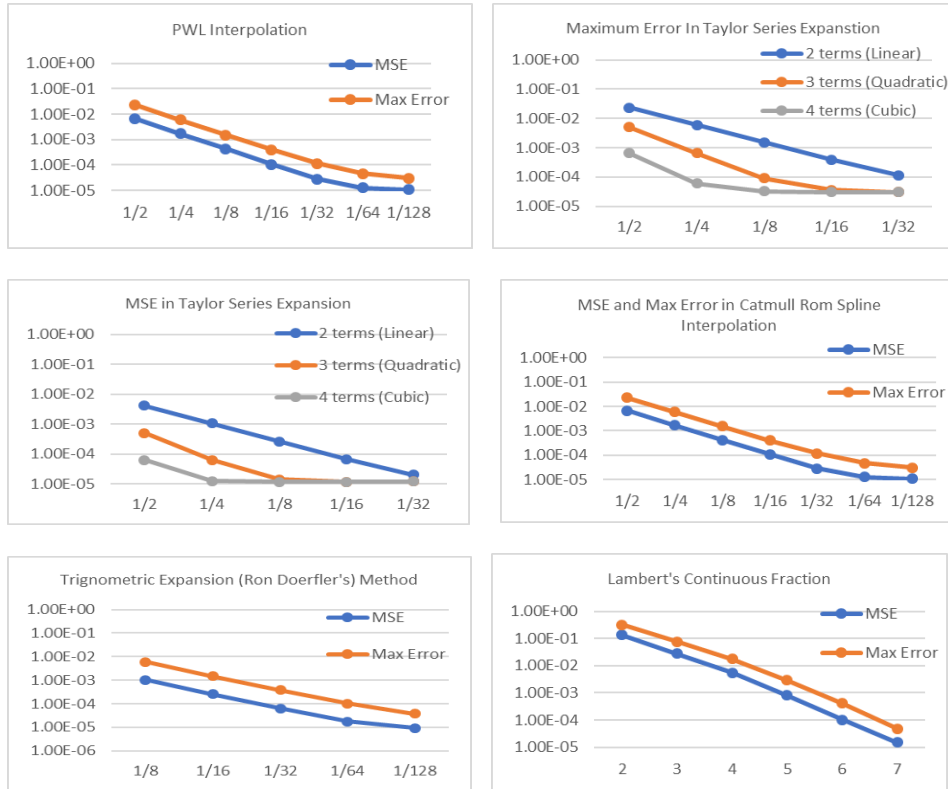 PWL Interpolation
1.00E+00
1.00E-01
1.00E-02
1.00E-03
1.00E-04
1.00E-05
MSE
Max Error
1/2 1/4 1/8 1/16 1/32 1/64 1/128
Maximum Error In Taylor Series Expanstion
1.00E+00
1.00E-01
1.00E-02
1.00E-03
1.00E-04
1.00E-05
2 terms (Linear)
3 terms (Quadratic)
4 terms (Cubic)
1/2 1/4 1/8 1/16 1/32
MSE in Taylor Series Expansion
1.00E+00
1.00E-01
1.00E-02
1.00E-03
1.00E-04
1.00E-05
2 terms (Linear)
3 terms (Quadratic)
4 terms (Cubic)
1/2 1/4 1/8 1/16 1/32
MSE and Max Error in Catmull Rom Spline
Interpolation
1.00E+00
1.00E-01
1.00E-02
1.00E-03
1.00E-04
1.00E-05
MSE
Max Error
1/2 1/4 1/8 1/16 1/32 1/64 1/128
Trignometric Expansion (Ron Doerfler's) Method
1.00E+00
1.00E-01
1.00E-02
1.00E-03
1.00E-04
1.00E-05
1.00E-06
MSE
Max Error
1/8 1/16 1/32 1/64 1/128
Lambert's Continuous Fraction
1.00E+00
1.00E-01
1.00E-02
1.00E-03
1.00E-04
1.00E-05
MSE
Max Error
2 3 4 5 6 7